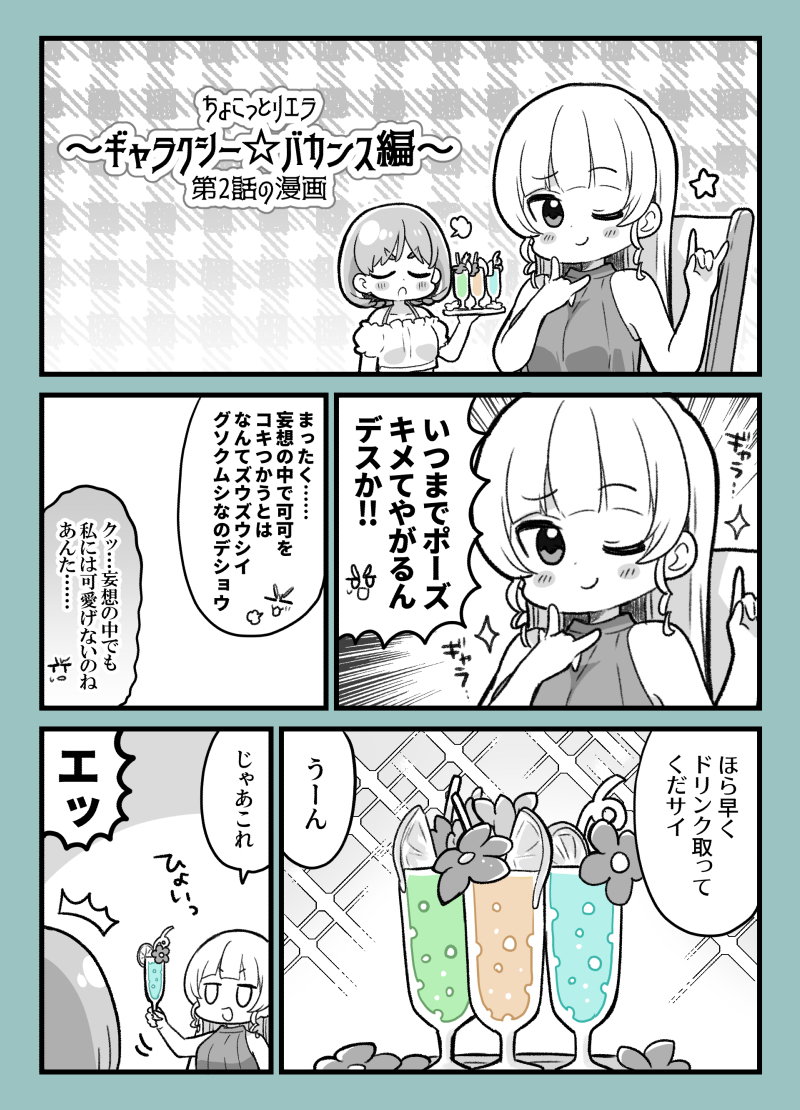 ちょこっとリエラ
～ギャラクシー☆バカンス編～
第2話の漫画
ギャラ
いつまでポーズ
キメてやがるん
デスか!!
ギャラ
まったく……
妄想の中で可可を
コキつかうとは
なんてズウズウシイ
グソクムシなのデショウ
クッ…妄想の中でも
私には可愛げないのね
あんた……
ほら早く
ドリンク取って
くだサイ
うーん
じゃあこれ
ひょいっ
エッ